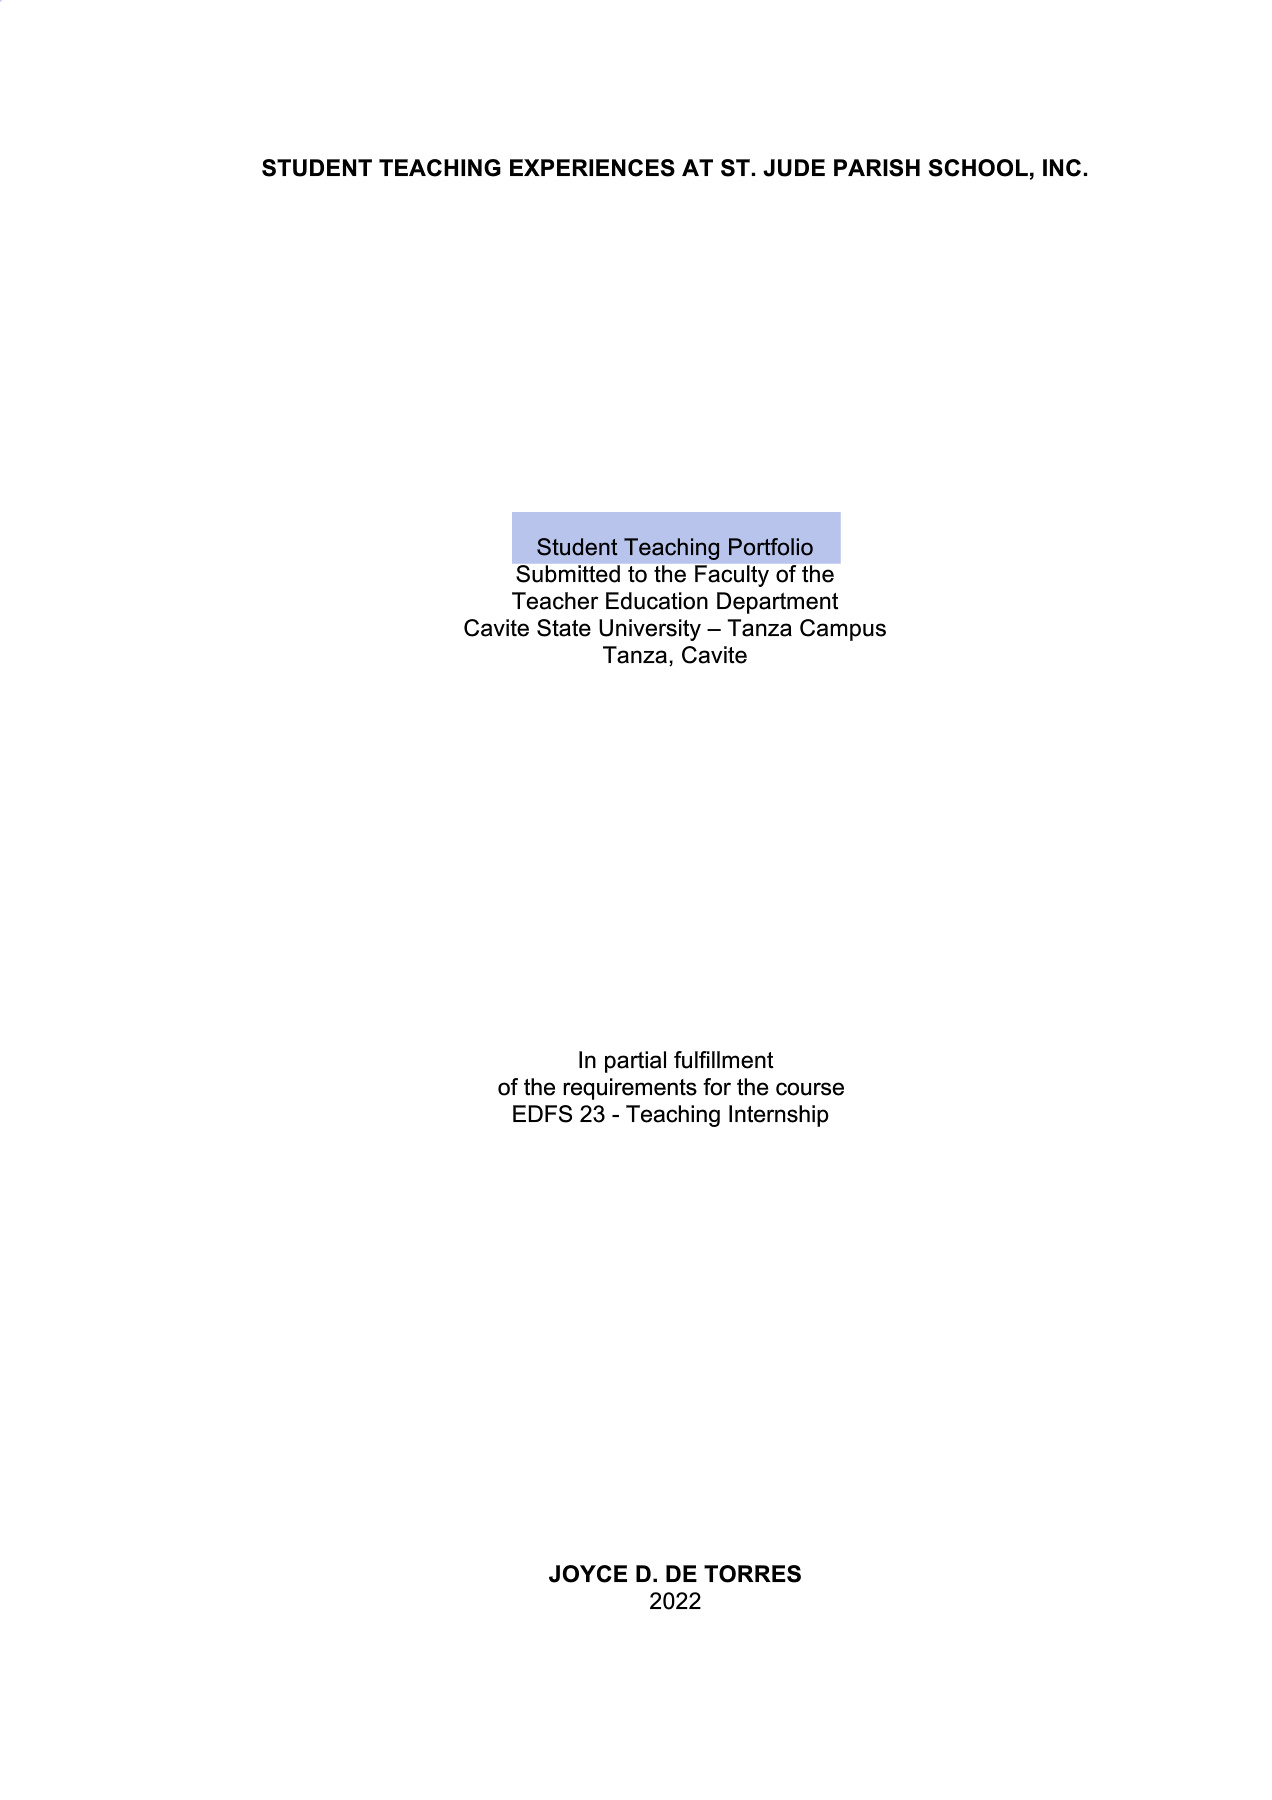 STUDENT TEACHING EXPERIENCES AT ST. JUDE PARISH SCHOOL, INC.
Student Teaching Portfolio
Submitted to the Faculty of the
Teacher Education Department
Cavite State University – Tanza Campus
Tanza, Cavite
In partial fulfillment
of the requirements for the course
EDFS 23 - Teaching Internship
JOYCE D. DE TORRES
2022